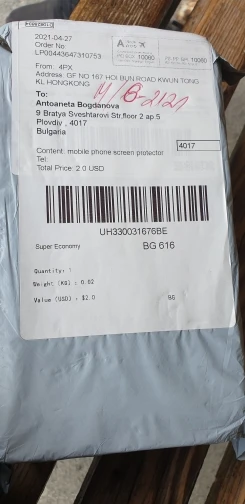 2021-04-27
Order No:
LP00443647310753
A
10060
From: 4PX
Address: GF NO 167 HOI BUN ROAD KWUN TONG
KL HONGKONG
To:
Antoaneta Bogdanova
9 Bratya Sveshtarovi Str,floor 2 ap.5
Plovdiv , 4017
Bulgaria
4017
Content: mobile phone screen protector
Tel:
Total Price: 2.0 USD
UH330031676BE
Super Economy
BG 616
Quantity: 1
Weight (KG) : 0.02
Value (USD) : $2.0